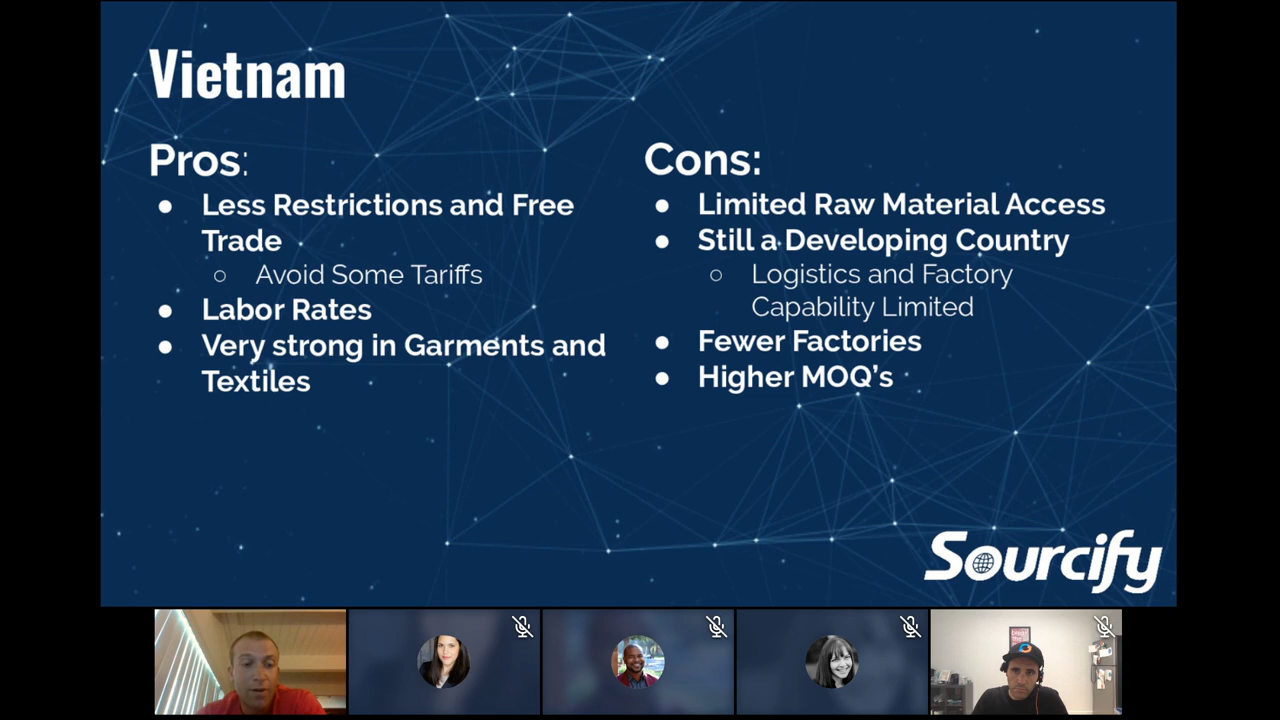 Vietnam
Pros:
● Less Restrictions and Free
Trade
○ Avoid Some Tariffs
● Labor Rates
● Very strong in Garments and
Textiles
Cons:
● Limited Raw Material Access
● Still a Developing Country
○ Logistics and Factory
Capability Limited
● Fewer Factories
● Higher MOQ’s
Sourcify